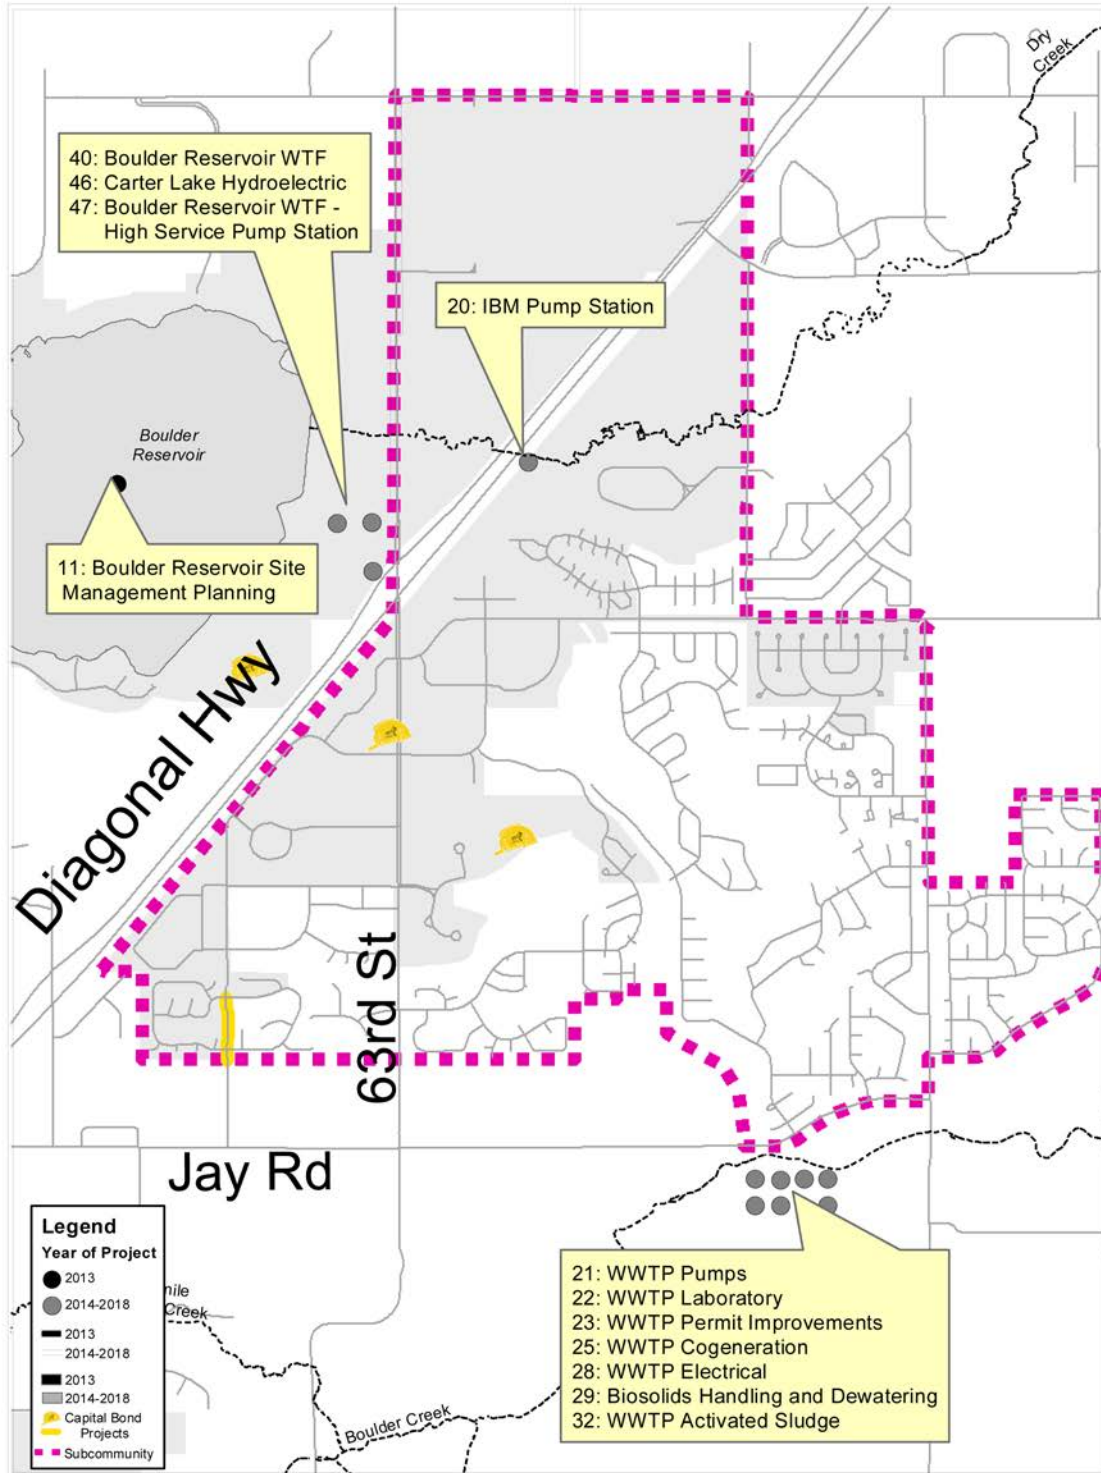 Dry
Creek
40: Boulder Reservoir WTF
46: Carter Lake Hydroelectric
47: Boulder Reservoir WTF -
High Service Pump Station
20: IBM Pump Station
Boulder
Reservoir
11: Boulder Reservoir Site
Management Planning
Diagonal Hwy
63rd St
Jay Rd
Legend
Year of Project
2013
2014-2018
2013
2014-2018
2013
2014-2018
Capital Bond
Projects
Subcommunity
nile
Creek
Boulder Creek
21: WWTP Pumps
22: WWTP Laboratory
23: WWTP Permit Improvements
25: WWTP Cogeneration
28: WWTP Electrical
29: Biosolids Handling and Dewatering
32: WWTP Activated Sludge